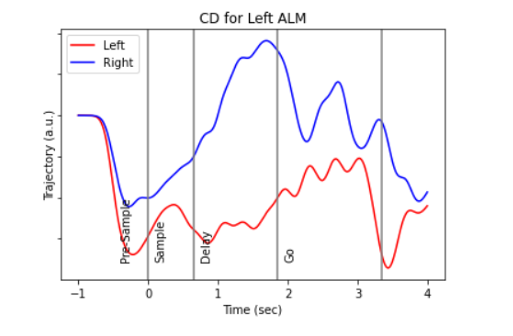 CD for Left ALM
Left
Right
Trajectory (a.u.)
Pre-Sample
Sample
Delay
Go
−1 0 1 2 3 4
Time (sec)